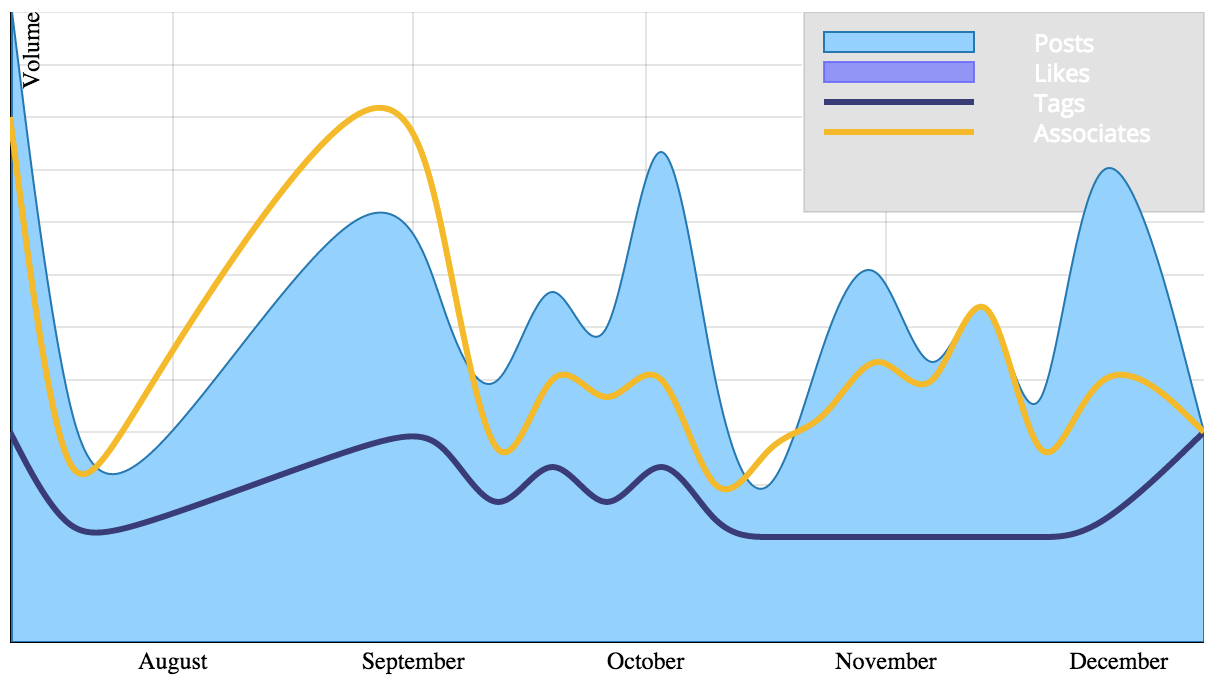 Volume
Posts
Likes
Tags
Associates
August
September
October
November
December